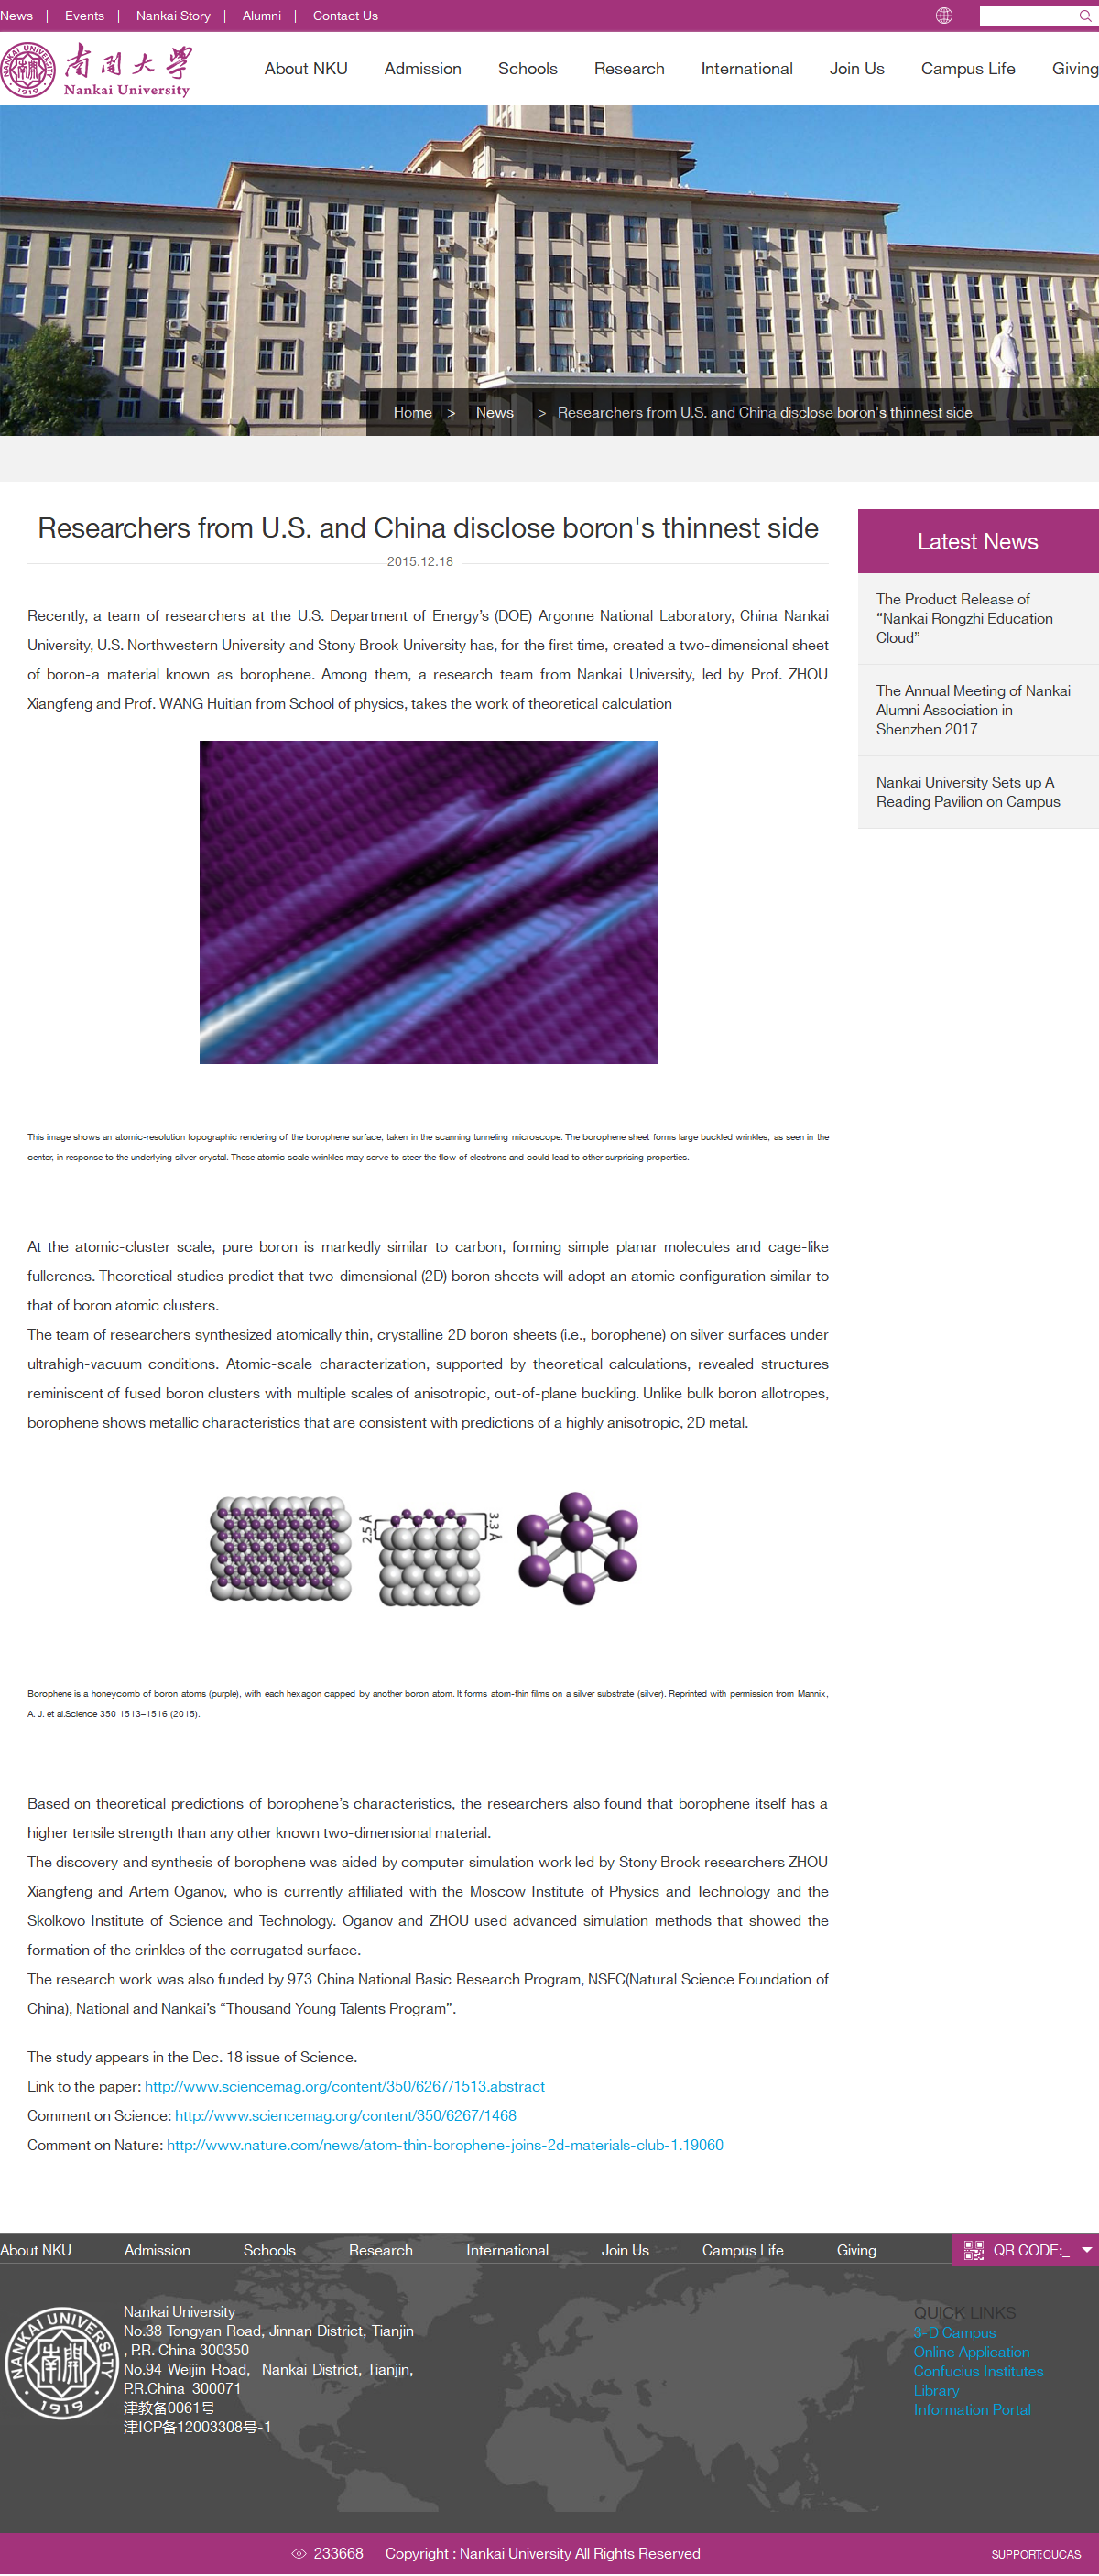 News | Events | Nankai Story | Alumni | Contact Us
NANKAI UNIVERSITY
1919
南開大學
Nankai University
About NKU Admission Schools Research International Join Us Campus Life Giving
Home > News > Researchers from U.S. and China disclose boron's thinnest side
Researchers from U.S. and China disclose boron's thinnest side
2015.12.18
Recently, a team of researchers at the U.S. Department of Energy’s (DOE) Argonne National Laboratory, China Nankai
University, U.S. Northwestern University and Stony Brook University has, for the first time, created a two-dimensional sheet
of boron-a material known as borophene. Among them, a research team from Nankai University, led by Prof. ZHOU
Xiangfeng and Prof. WANG Huitian from School of physics, takes the work of theoretical calculation
This image shows an atomic-resolution topographic rendering of the borophene surface, taken in the scanning tunneling microscope. The borophene sheet forms large buckled wrinkles, as seen in the
center, in response to the underlying silver crystal. These atomic scale wrinkles may serve to steer the flow of electrons and could lead to other surprising properties.
At the atomic-cluster scale, pure boron is markedly similar to carbon, forming simple planar molecules and cage-like
fullerenes. Theoretical studies predict that two-dimensional (2D) boron sheets will adopt an atomic configuration similar to
that of boron atomic clusters.
The team of researchers synthesized atomically thin, crystalline 2D boron sheets (i.e., borophene) on silver surfaces under
ultrahigh-vacuum conditions. Atomic-scale characterization, supported by theoretical calculations, revealed structures
reminiscent of fused boron clusters with multiple scales of anisotropic, out-of-plane buckling. Unlike bulk boron allotropes,
borophene shows metallic characteristics that are consistent with predictions of a highly anisotropic, 2D metal.
2.5 Å
3.3 Å
Borophene is a honeycomb of boron atoms (purple), with each hexagon capped by another boron atom. It forms atom-thin films on a silver substrate (silver). Reprinted with permission from Mannix,
A. J. et al.Science 350 1513–1516 (2015).
Based on theoretical predictions of borophene’s characteristics, the researchers also found that borophene itself has a
higher tensile strength than any other known two-dimensional material.
The discovery and synthesis of borophene was aided by computer simulation work led by Stony Brook researchers ZHOU
Xiangfeng and Artem Oganov, who is currently affiliated with the Moscow Institute of Physics and Technology and the
Skolkovo Institute of Science and Technology. Oganov and ZHOU used advanced simulation methods that showed the
formation of the crinkles of the corrugated surface.
The research work was also funded by 973 China National Basic Research Program, NSFC(Natural Science Foundation of
China), National and Nankai’s “Thousand Young Talents Program”.
The study appears in the Dec. 18 issue of Science.
Link to the paper: http://www.sciencemag.org/content/350/6267/1513.abstract
Comment on Science: http://www.sciencemag.org/content/350/6267/1468
Comment on Nature: http://www.nature.com/news/atom-thin-borophene-joins-2d-materials-club-1.19060
Latest News
The Product Release of
“Nankai Rongzhi Education
Cloud”
The Annual Meeting of Nankai
Alumni Association in
Shenzhen 2017
Nankai University Sets up A
Reading Pavilion on Campus
About NKU Admission Schools Research International Join Us Campus Life Giving QR CODE:_
NANKAI UNIVERSITY
1919
Nankai University
No.38 Tongyan Road, Jinnan District, Tianjin
, P.R. China 300350
No.94 Weijin Road, Nankai District, Tianjin,
P.R.China 300071
津教备0061号
津ICP备12003308号-1
QUICK LINKS
3-D Campus
Online Application
Confucius Institutes
Library
Information Portal
233668 Copyright : Nankai University All Rights Reserved SUPPORT:CUCAS